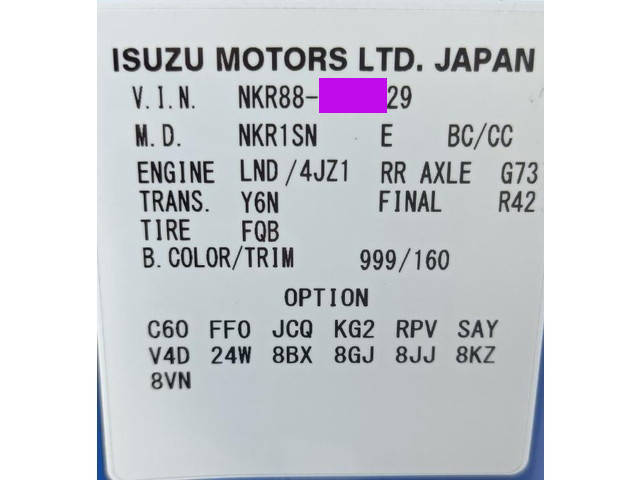 ISUZU MOTORS LTD. JAPAN
V.I.N. NKR88- 29
M.D. NKR1SN E BC/CC
ENGINE LND/4JZ1 RR AXLE G73
TRANS. Y6N FINAL R42
TIRE FQB
B.COLOR/TRIM 999/160
OPTION
C60 FF0 JCQ KG2 RPV SAY
V4D 24W 8BX 8GJ 8JJ 8KZ
8VN